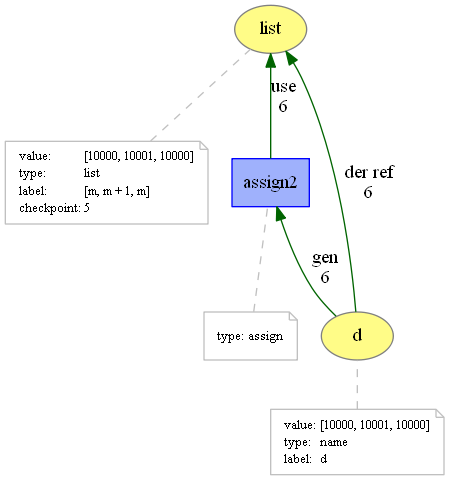 list
use
6
value: [10000, 10001, 10000]
type: list
label: [m, m + 1, m]
checkpoint: 5
assign2
der ref
6
gen
6
type: assign
d
value: [10000, 10001, 10000]
type: name
label: d